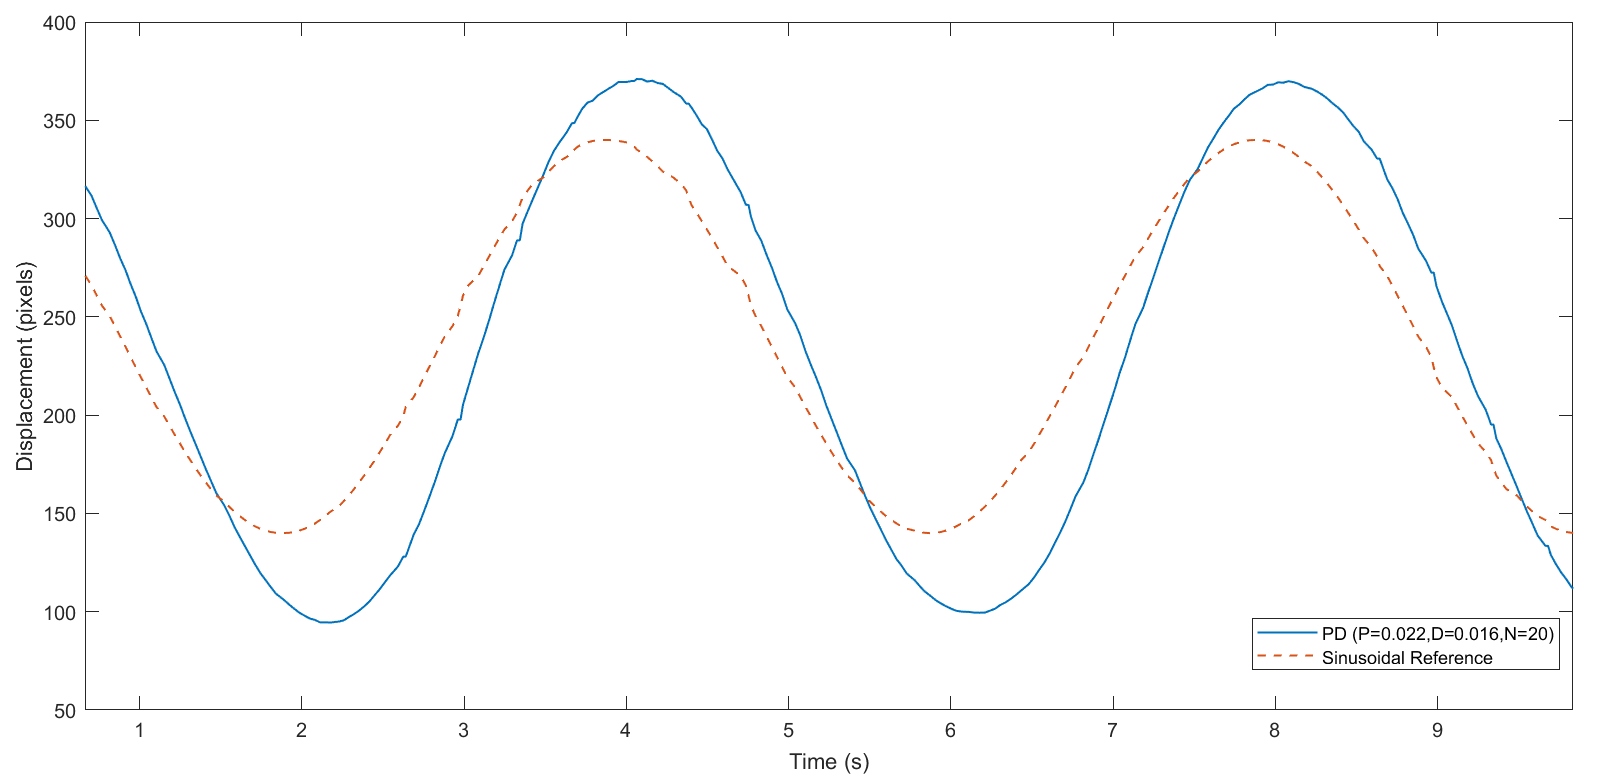 400
350
300
250
200
150
100
50
Displacement (pixels)
PD (P=0.022,D=0.016,N=20)
Sinusoidal Reference
1 2 3 4 5 6 7 8 9
Time (s)